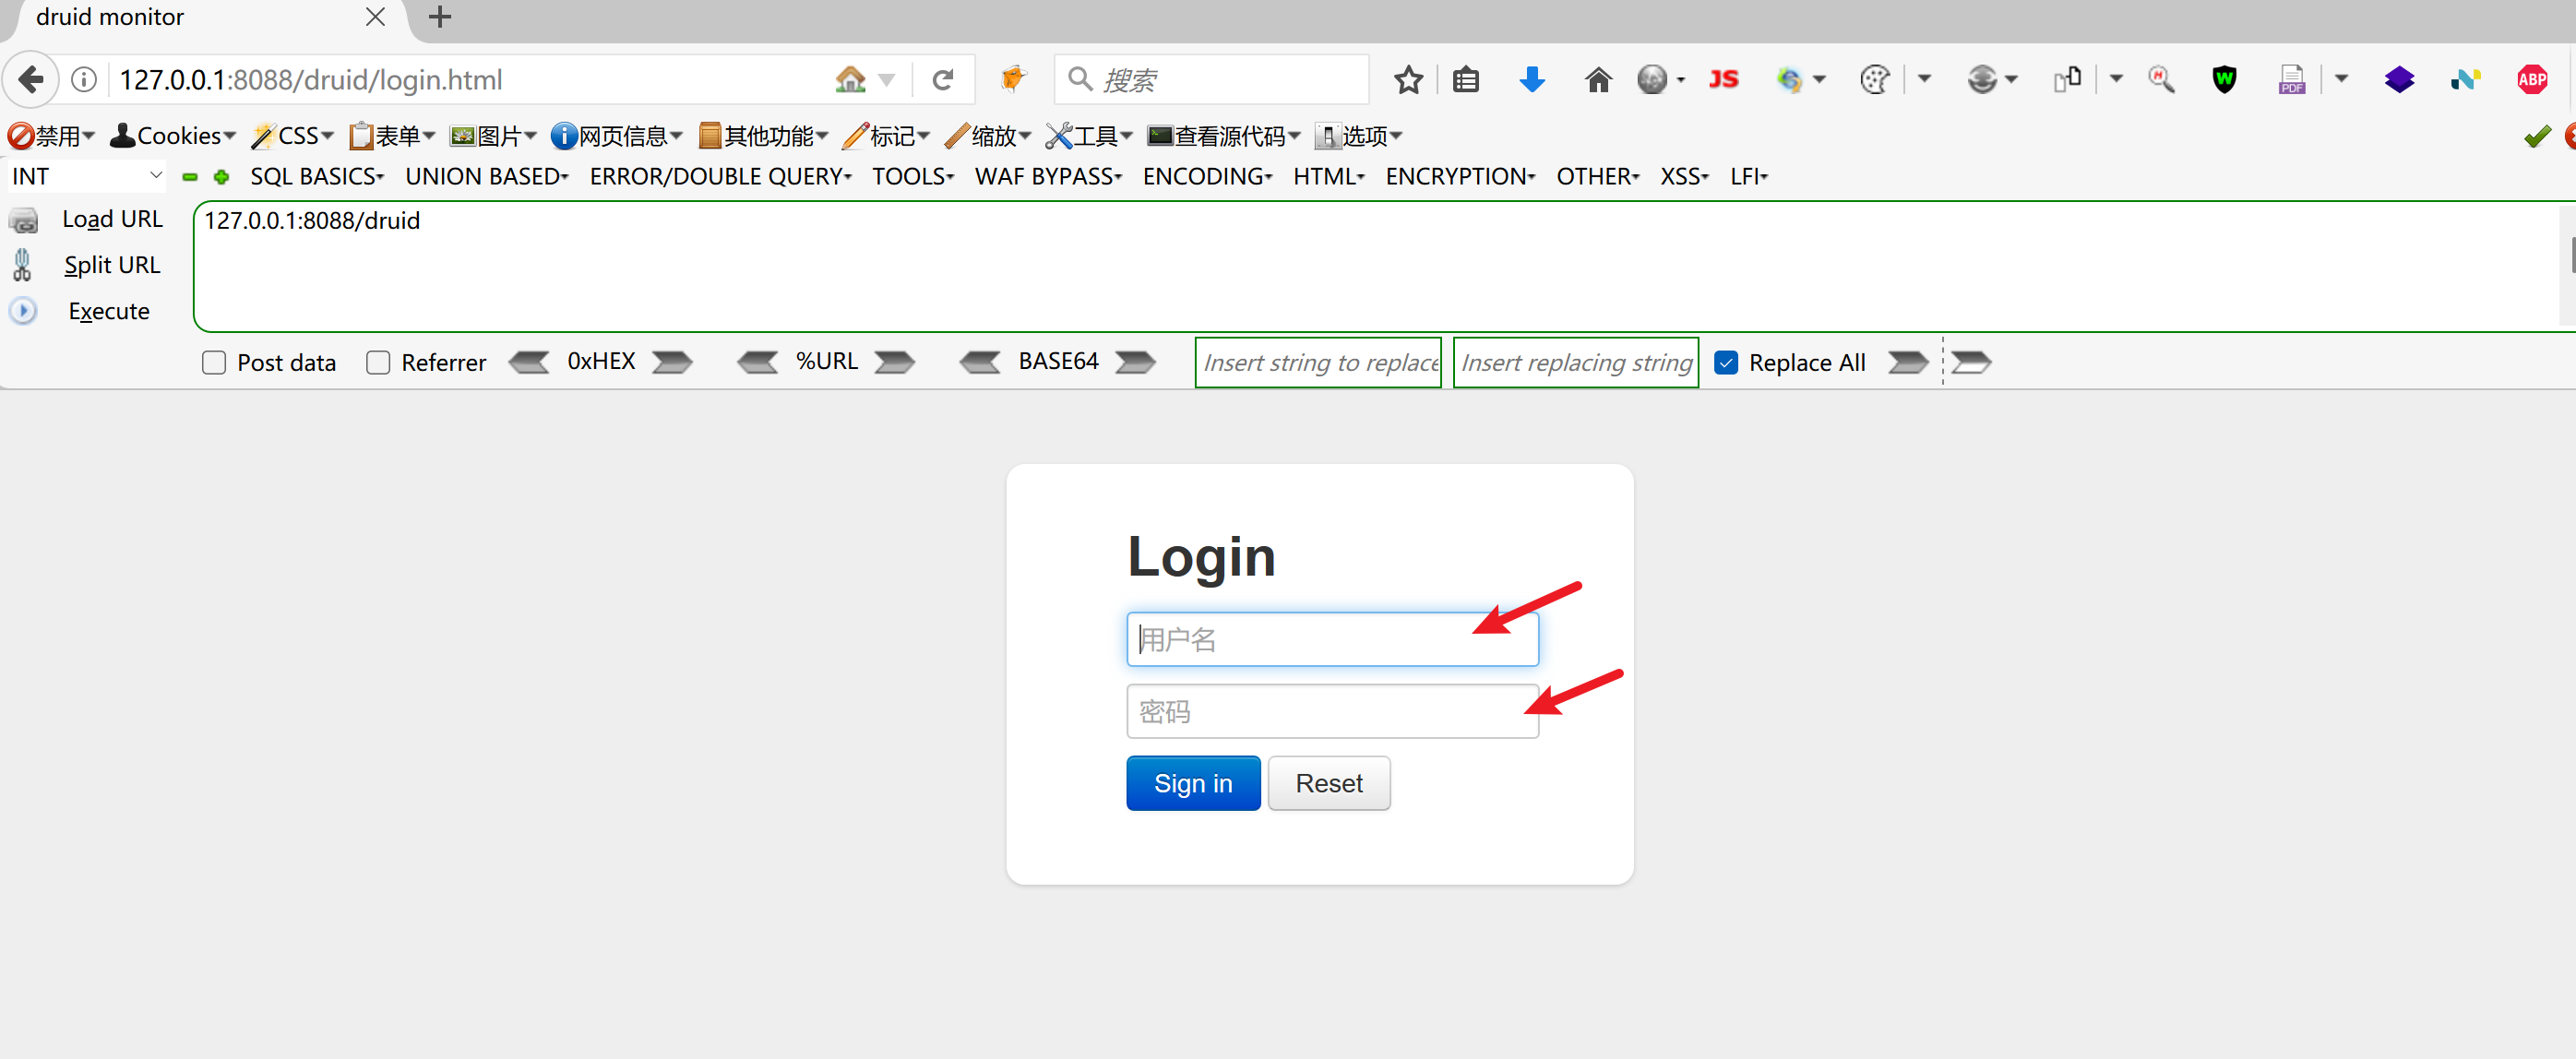 druid monitor
127.0.0.1:8088/druid/login.html 搜索 JS PDF ABP
禁用 Cookies CSS 表单 图片 网页信息 其他功能 标记 缩放 工具 查看源代码 选项
INT SQL BASICS UNION BASED ERROR/DOUBLE QUERY TOOLS WAF BYPASS ENCODING HTML ENCRYPTION OTHER XSS LFI
Load URL 127.0.0.1:8088/druid
Split URL
Execute
Post data Referrer 0xHEX %URL BASE64 Insert string to replace Insert replacing string Replace All
Login
用户名
密码
Sign in Reset